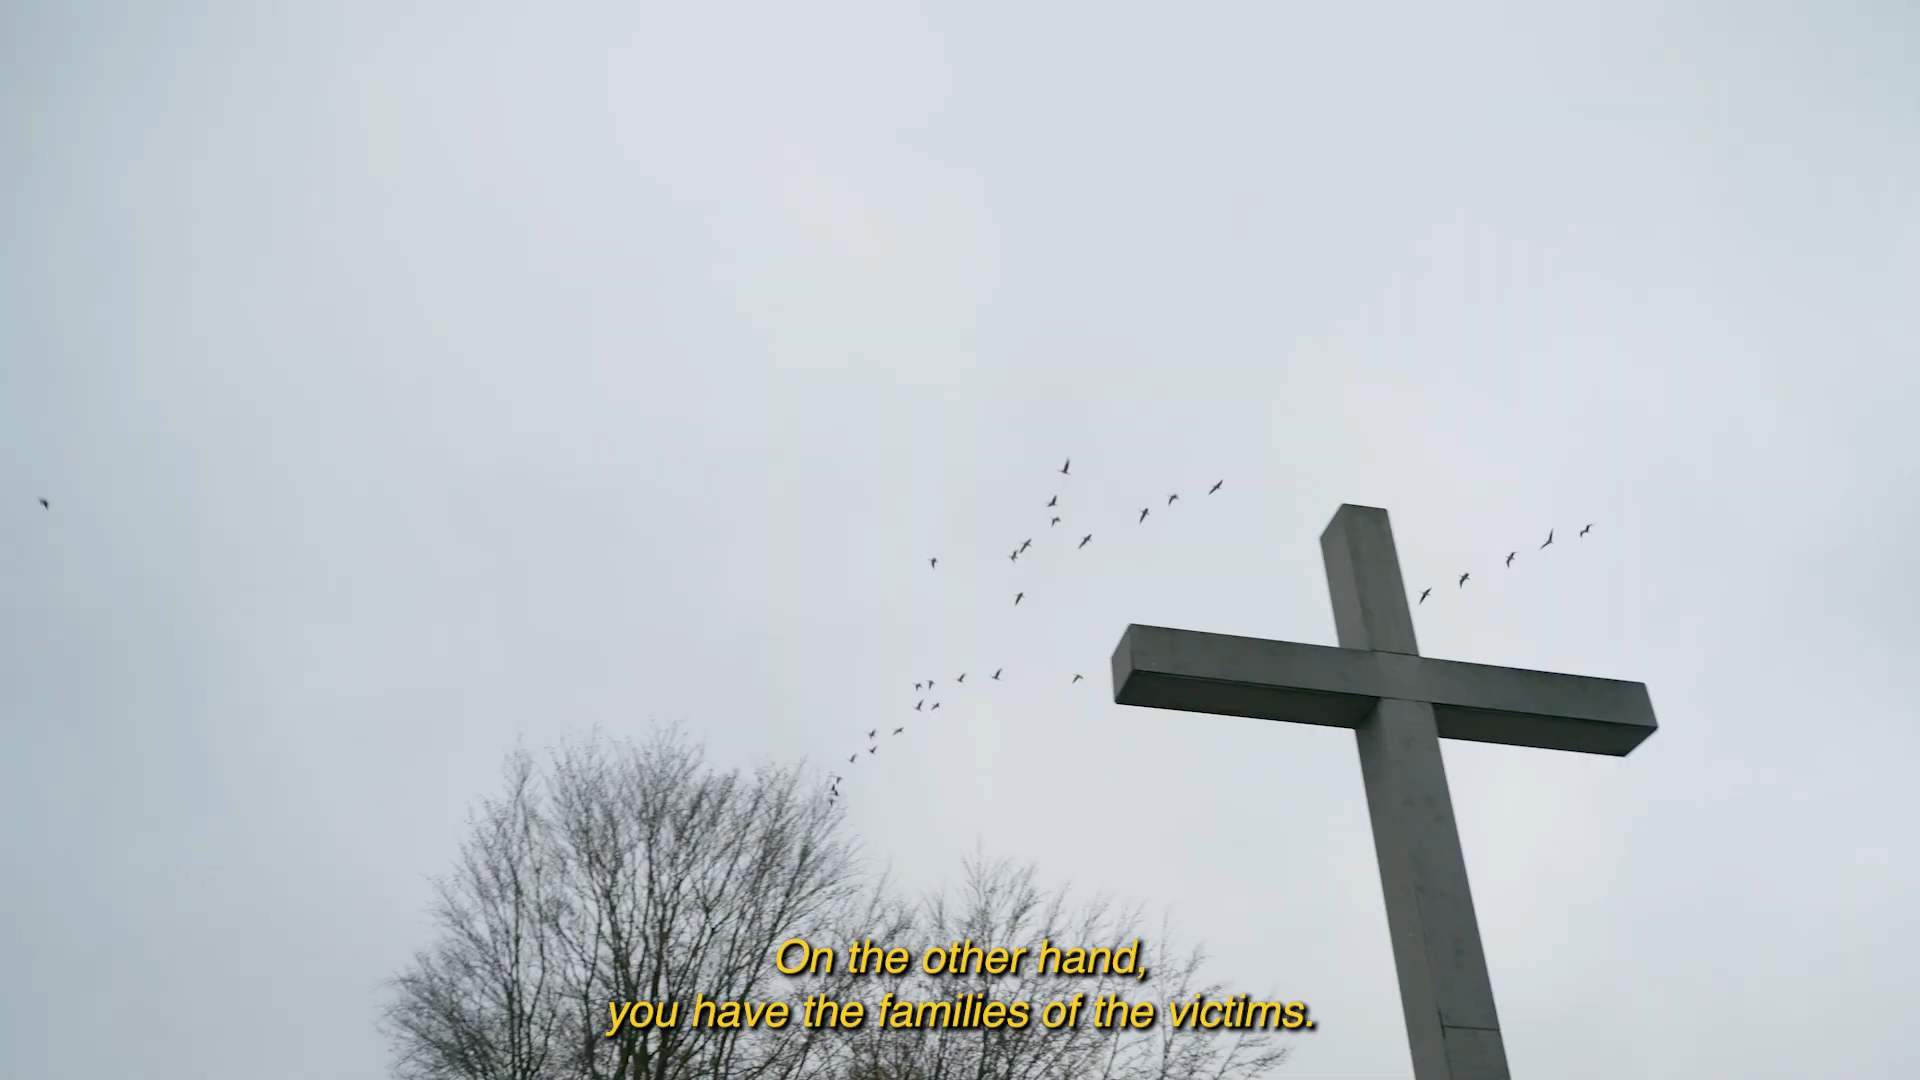 On the other hand,
you have the families of the victims.